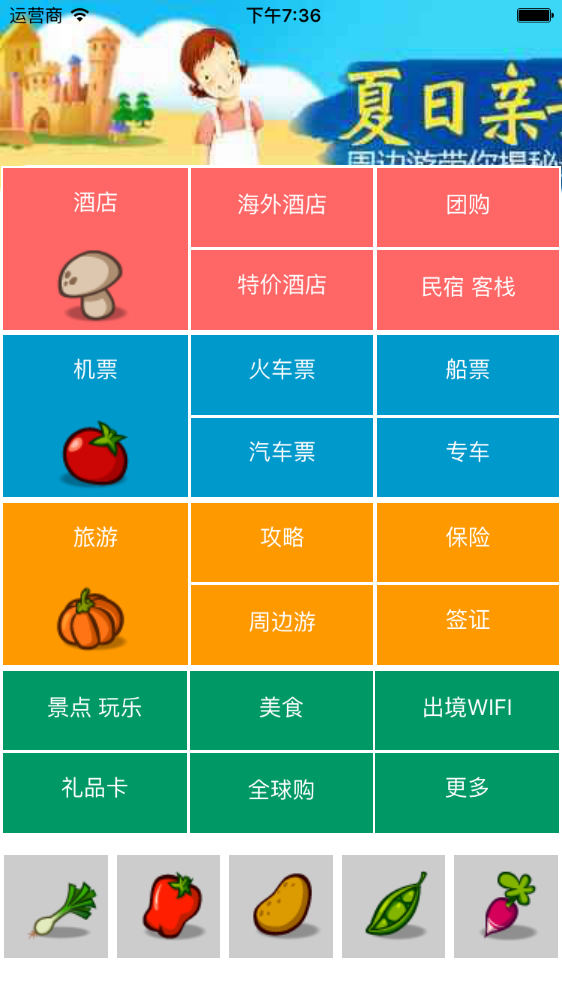 运营商 下午7:36
夏日亲
周边游带你揭秘
酒店
海外酒店
团购
特价酒店
民宿 客栈
机票
火车票
船票
汽车票
专车
旅游
攻略
保险
周边游
签证
景点 玩乐
美食
出境WIFI
礼品卡
全球购
更多